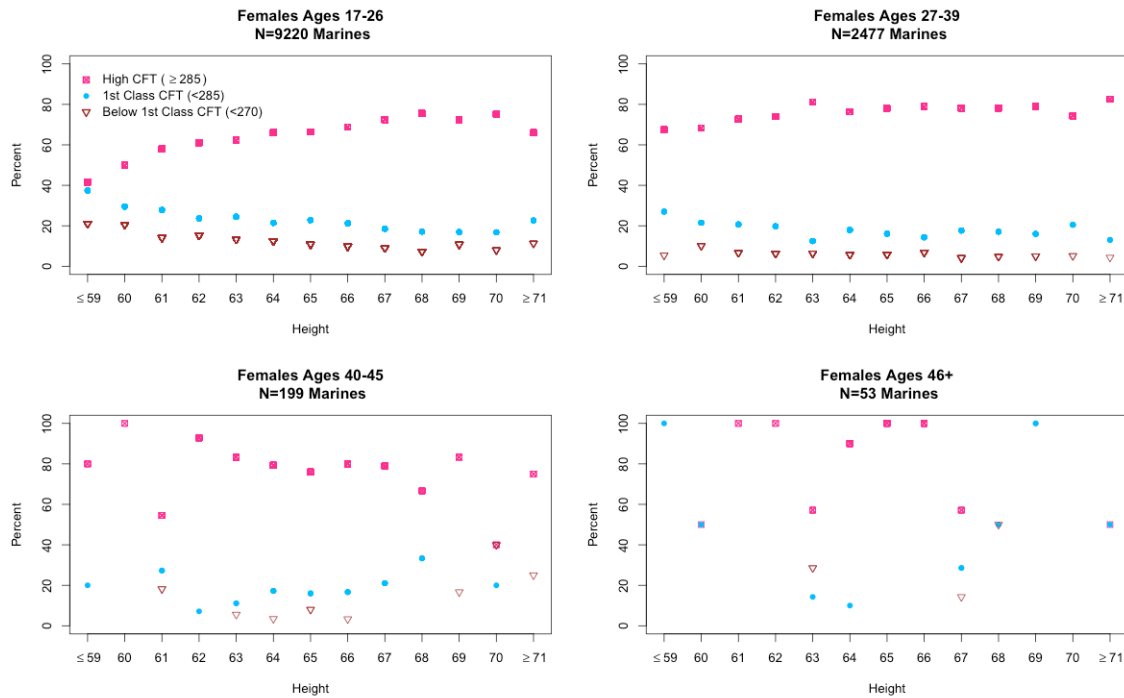 Females Ages 17-26
N=9220 Marines
High CFT ( ≥ 285)
1st Class CFT (<285)
Below 1st Class CFT (<270)
Percent
0
20
40
60
80
100
≤ 59 60 61 62 63 64 65 66 67 68 69 70 ≥ 71
Height
Females Ages 27-39
N=2477 Marines
Percent
0
20
40
60
80
100
≤ 59 60 61 62 63 64 65 66 67 68 69 70 ≥ 71
Height
Females Ages 40-45
N=199 Marines
Percent
0
20
40
60
80
100
≤ 59 60 61 62 63 64 65 66 67 68 69 70 ≥ 71
Height
Females Ages 46+
N=53 Marines
Percent
0
20
40
60
80
100
≤ 59 60 61 62 63 64 65 66 67 68 69 70 ≥ 71
Height